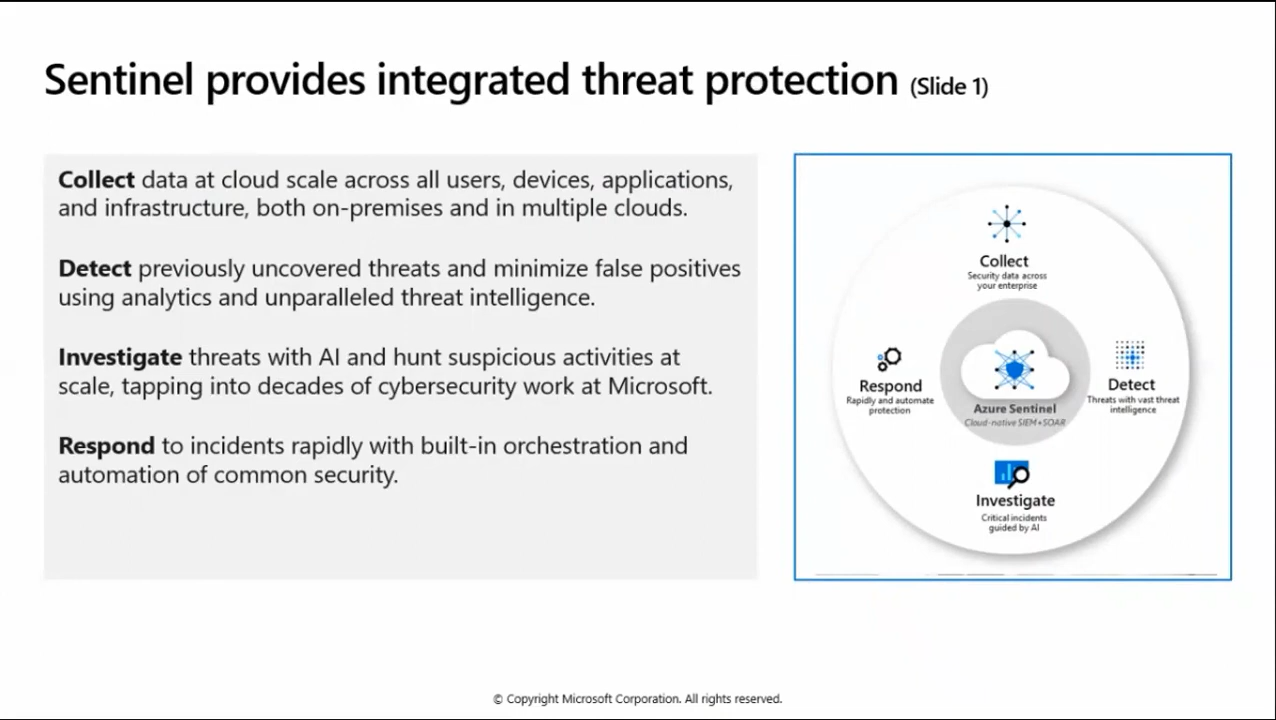 Sentinel provides integrated threat protection (Slide 1)
Collect data at cloud scale across all users, devices, applications,
and infrastructure, both on-premises and in multiple clouds.
Detect previously uncovered threats and minimize false positives
using analytics and unparalleled threat intelligence.
Investigate threats with AI and hunt suspicious activities at
scale, tapping into decades of cybersecurity work at Microsoft.
Respond to incidents rapidly with built-in orchestration and
automation of common security.
Collect
Security data across
your enterprise
Respond
Rapidly and automate
protection
Azure Sentinel
Cloud-native SIEM+SOAR
Detect
Threats with vast threat
intelligence
Investigate
Critical incidents
guided by AI
© Copyright Microsoft Corporation. All rights reserved.